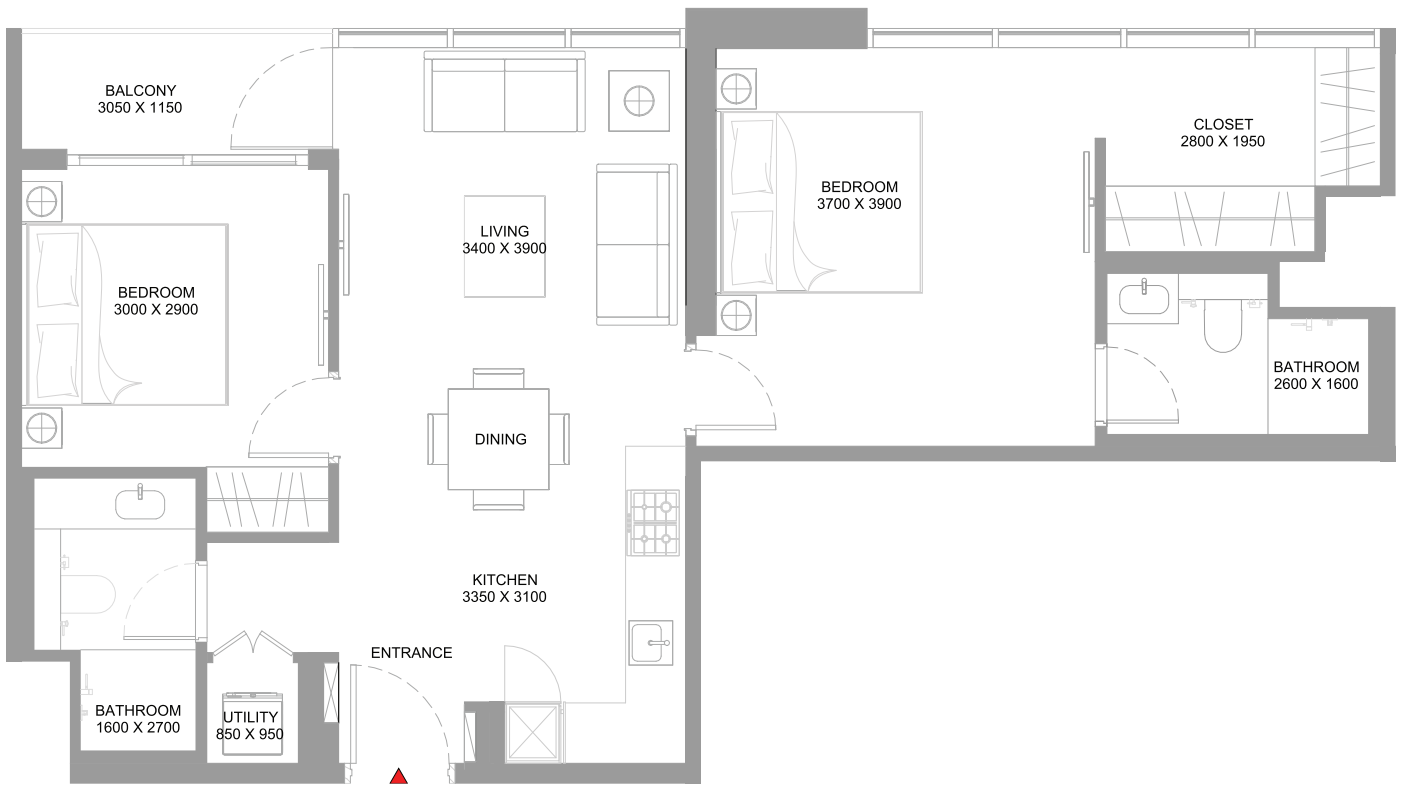 BALCONY
3050 X 1150
CLOSET
2800 X 1950
BEDROOM
3700 X 3900
LIVING
3400 X 3900
BEDROOM
3000 X 2900
BATHROOM
2600 X 1600
DINING
KITCHEN
3350 X 3100
ENTRANCE
BATHROOM
1600 X 2700
UTILITY
850 X 950